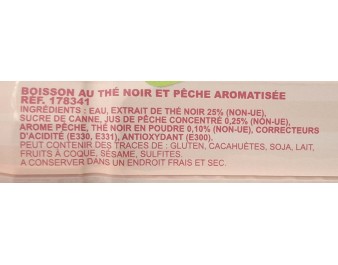 BOISSON AU THÉ NOIR ET PÊCHE AROMATISÉE
RÉF. 178341
INGRÉDIENTS : EAU, EXTRAIT DE THÉ NOIR 25% (NON-UE),
SUCRE DE CANNE, JUS DE PÊCHE CONCENTRÉ 0,25% (NON-UE),
AROME PÊCHE, THÉ NOIR EN POUDRE 0,10% (NON-UE), CORRECTEURS
D'ACIDITÉ (E330, E331), ANTIOXYDANT (E300).
PEUT CONTENIR DES TRACES DE : GLUTEN, CACAHUÈTES, SOJA, LAIT,
FRUITS À COQUE, SÉSAME, SULFITES.
A CONSERVER DANS UN ENDROIT FRAIS ET SEC.